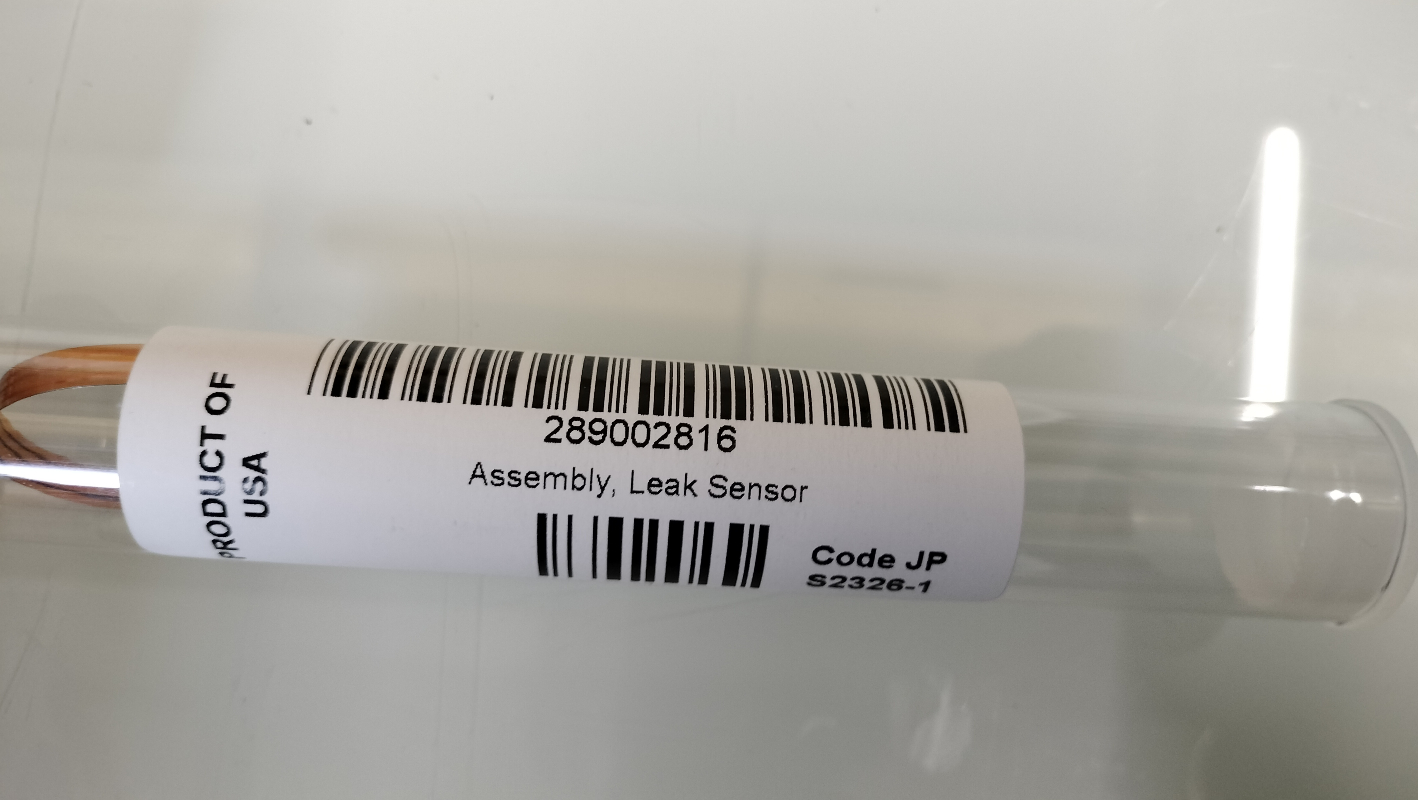 PRODUCT OF
USA
289002816
Assembly, Leak Sensor
Code JP
S2326-1